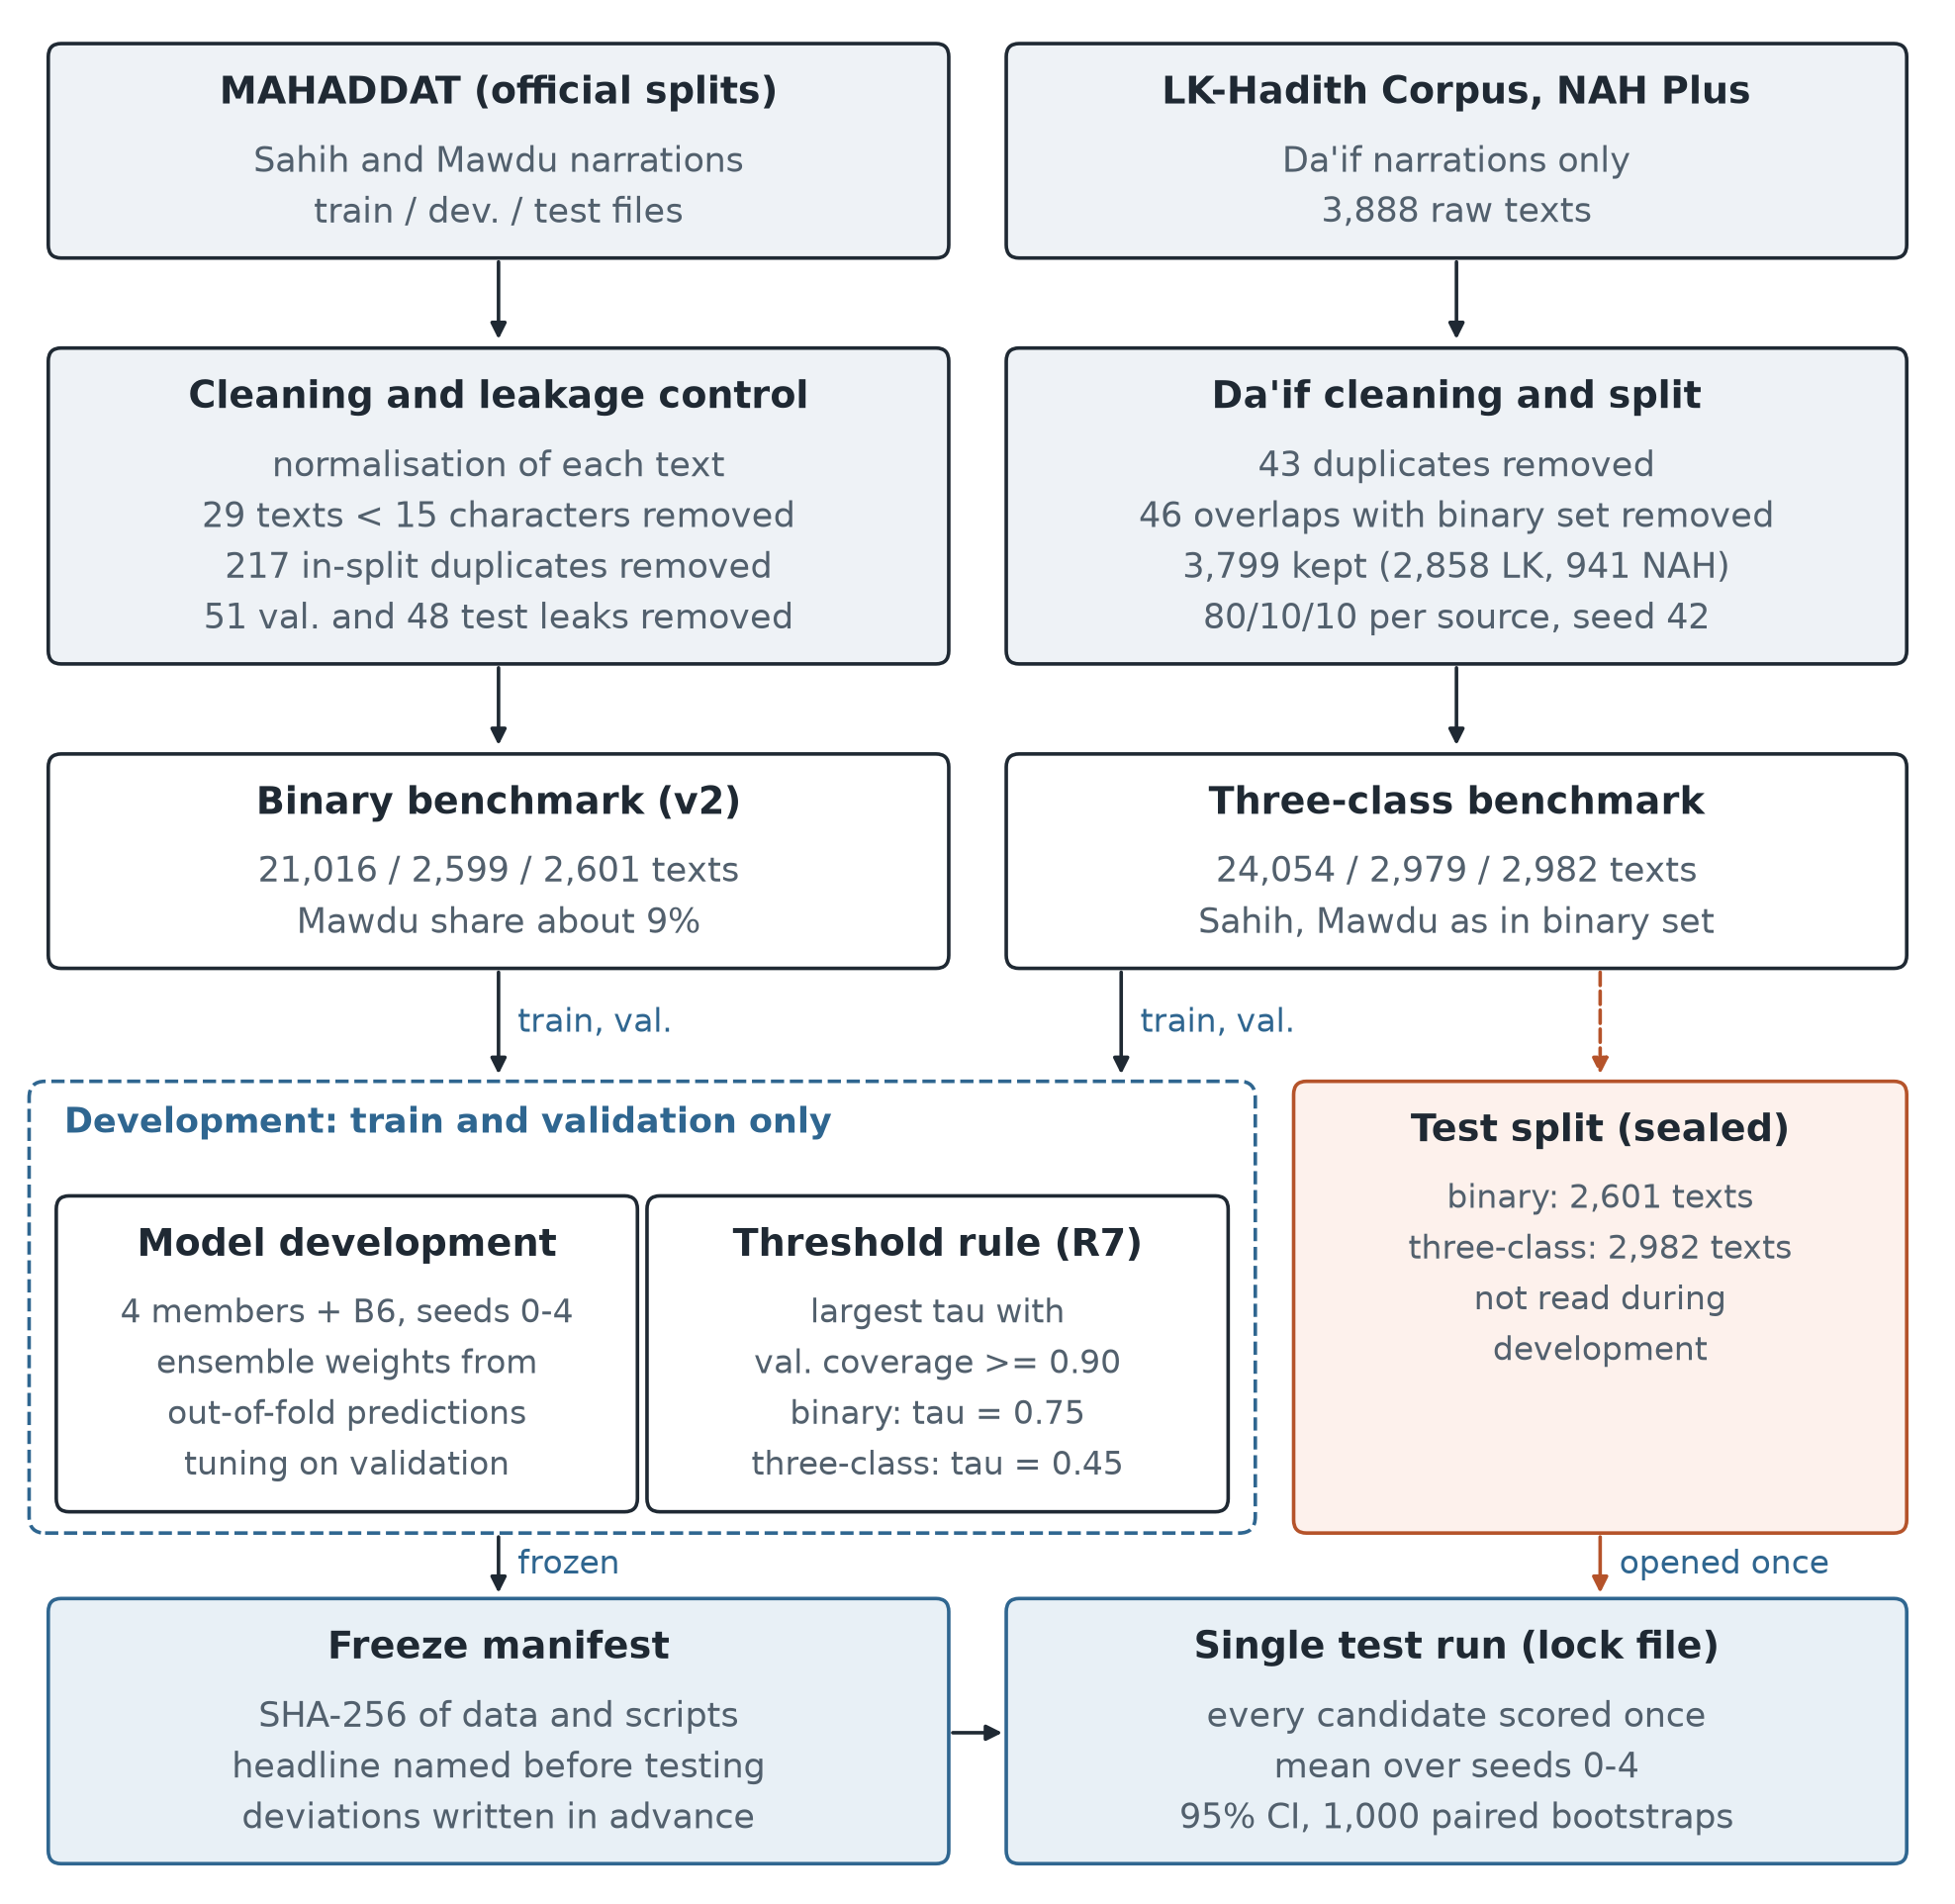 MAHADDAT (official splits)
Sahih and Mawdu narrations
train / dev. / test files
LK-Hadith Corpus, NAH Plus
Da'if narrations only
3,888 raw texts
Cleaning and leakage control
normalisation of each text
29 texts < 15 characters removed
217 in-split duplicates removed
51 val. and 48 test leaks removed
Da'if cleaning and split
43 duplicates removed
46 overlaps with binary set removed
3,799 kept (2,858 LK, 941 NAH)
80/10/10 per source, seed 42
Binary benchmark (v2)
21,016 / 2,599 / 2,601 texts
Mawdu share about 9%
Three-class benchmark
24,054 / 2,979 / 2,982 texts
Sahih, Mawdu as in binary set
train, val.
train, val.
Development: train and validation only
Model development
4 members + B6, seeds 0-4
ensemble weights from
out-of-fold predictions
tuning on validation
Threshold rule (R7)
largest tau with
val. coverage >= 0.90
binary: tau = 0.75
three-class: tau = 0.45
Test split (sealed)
binary: 2,601 texts
three-class: 2,982 texts
not read during
development
frozen
opened once
Freeze manifest
SHA-256 of data and scripts
headline named before testing
deviations written in advance
Single test run (lock file)
every candidate scored once
mean over seeds 0-4
95% CI, 1,000 paired bootstraps